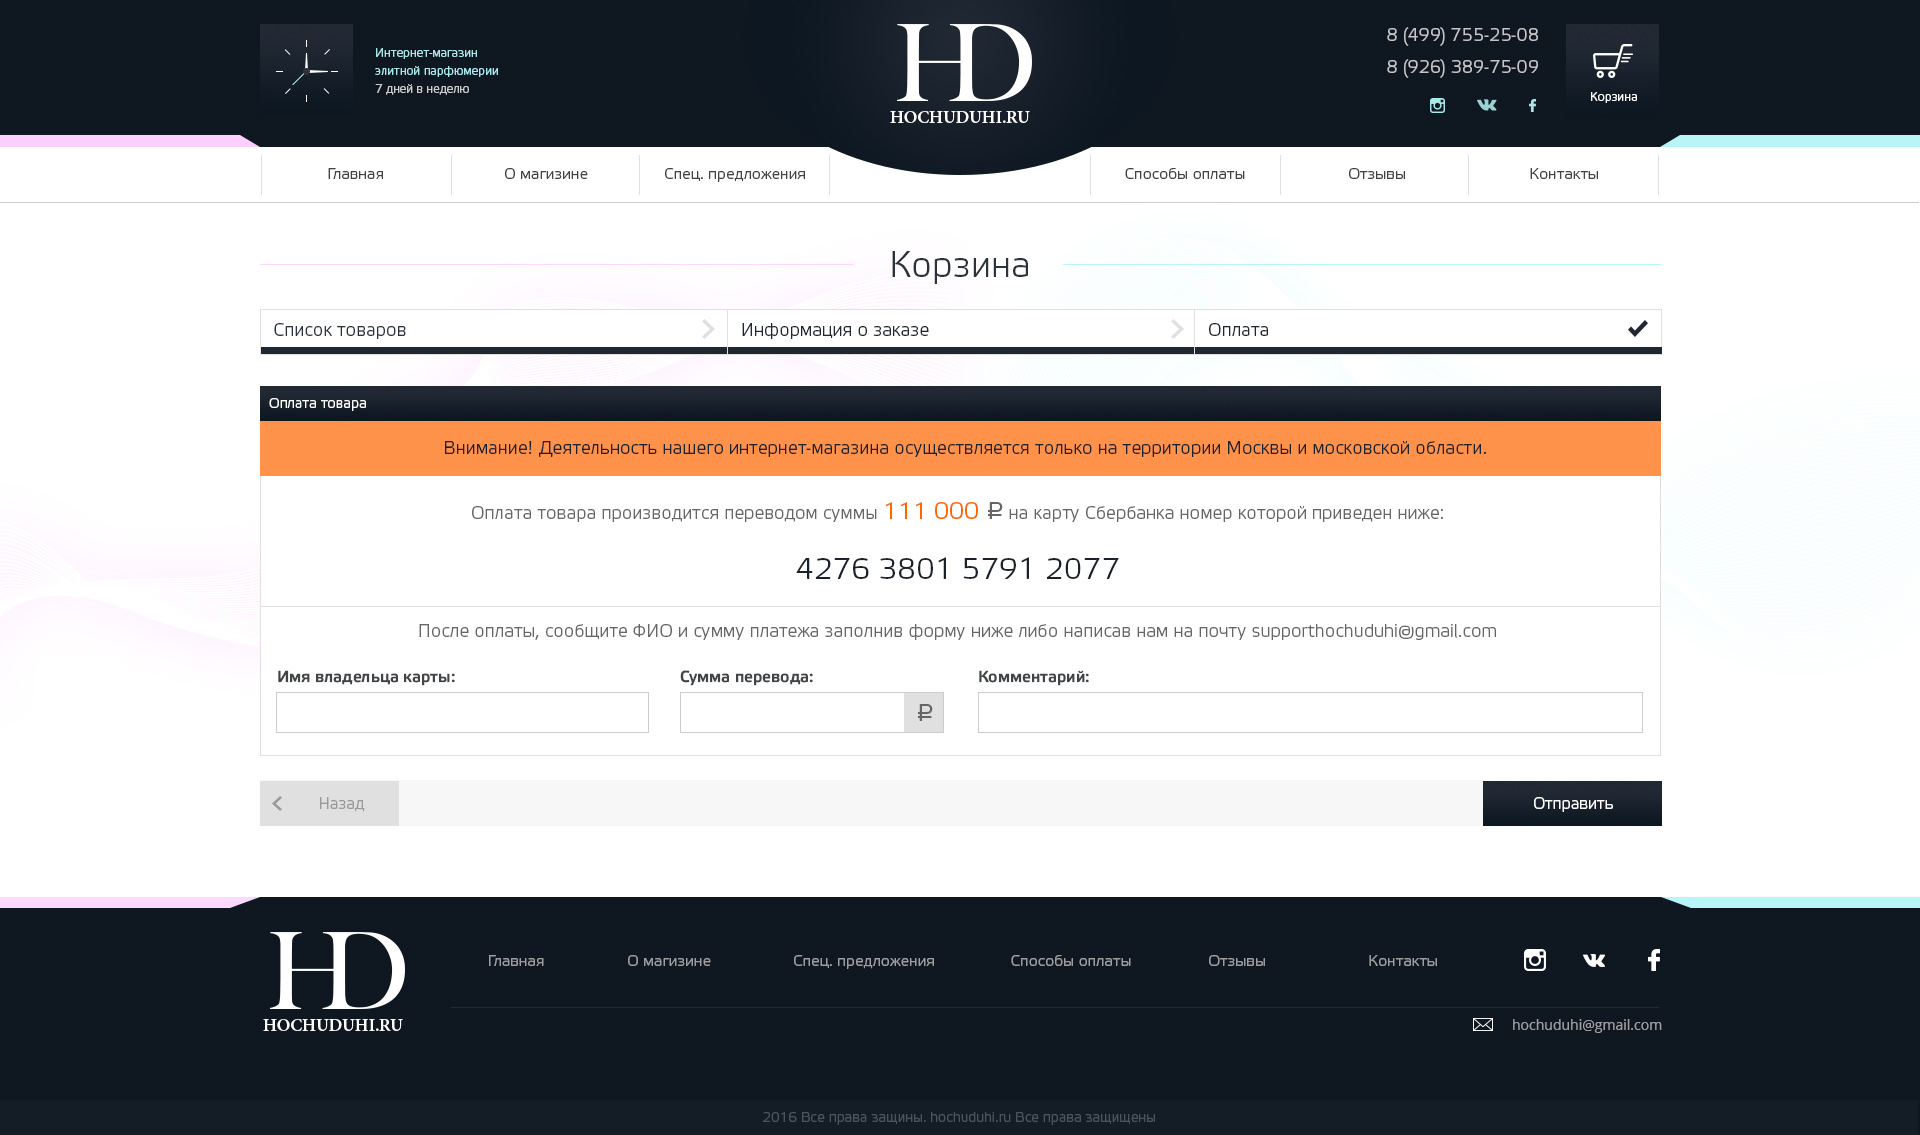 Интернет-магазин
элитной парфюмерии
7 дней в неделю
HD
HOCHUDUHI.RU
8 (499) 755-25-08
8 (926) 389-75-09
Корзина
Главная
О магизине
Спец. предложения
Способы оплаты
Отзывы
Контакты
Корзина
Список товаров
Информация о заказе
Оплата
Оплата товара
Внимание! Деятельность нашего интернет-магазина осуществляется только на территории Москвы и московской области.
Оплата товара производится переводом суммы 111 000 ₽ на карту Сбербанка номер которой приведен ниже:
4276 3801 5791 2077
После оплаты, сообщите ФИО и сумму платежа заполнив форму ниже либо написав нам на почту supporthochuduhi@gmail.com
Имя владельца карты:
Сумма перевода:
Комментарий:
₽
Назад
Отправить
HD
HOCHUDUHI.RU
Главная
О магизине
Спец. предложения
Способы оплаты
Отзывы
Контакты
hochuduhi@gmail.com
2016 Все права защины. hochuduhi.ru Все права защищены